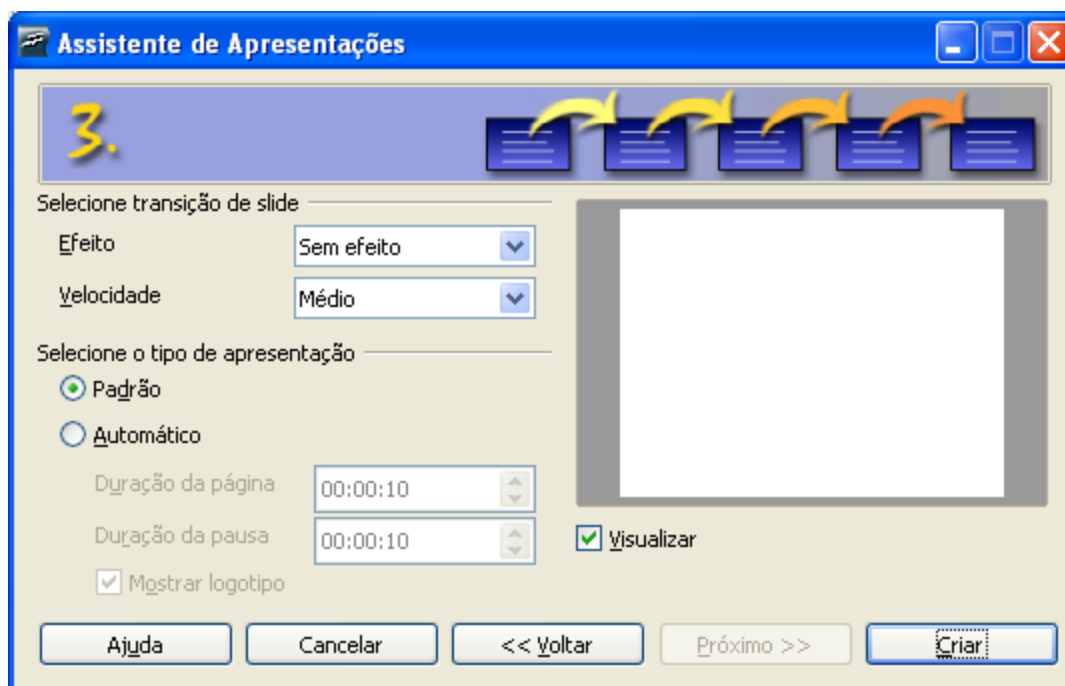 Assistente de Apresentações
3.
Selecione transição de slide
Efeito
Sem efeito
Velocidade
Médio
Selecione o tipo de apresentação
Padrão
Automático
Duração da página
00:00:10
Duração da pausa
00:00:10
Mostrar logotipo
Visualizar
Ajuda
Cancelar
<< Voltar
Próximo >>
Criar